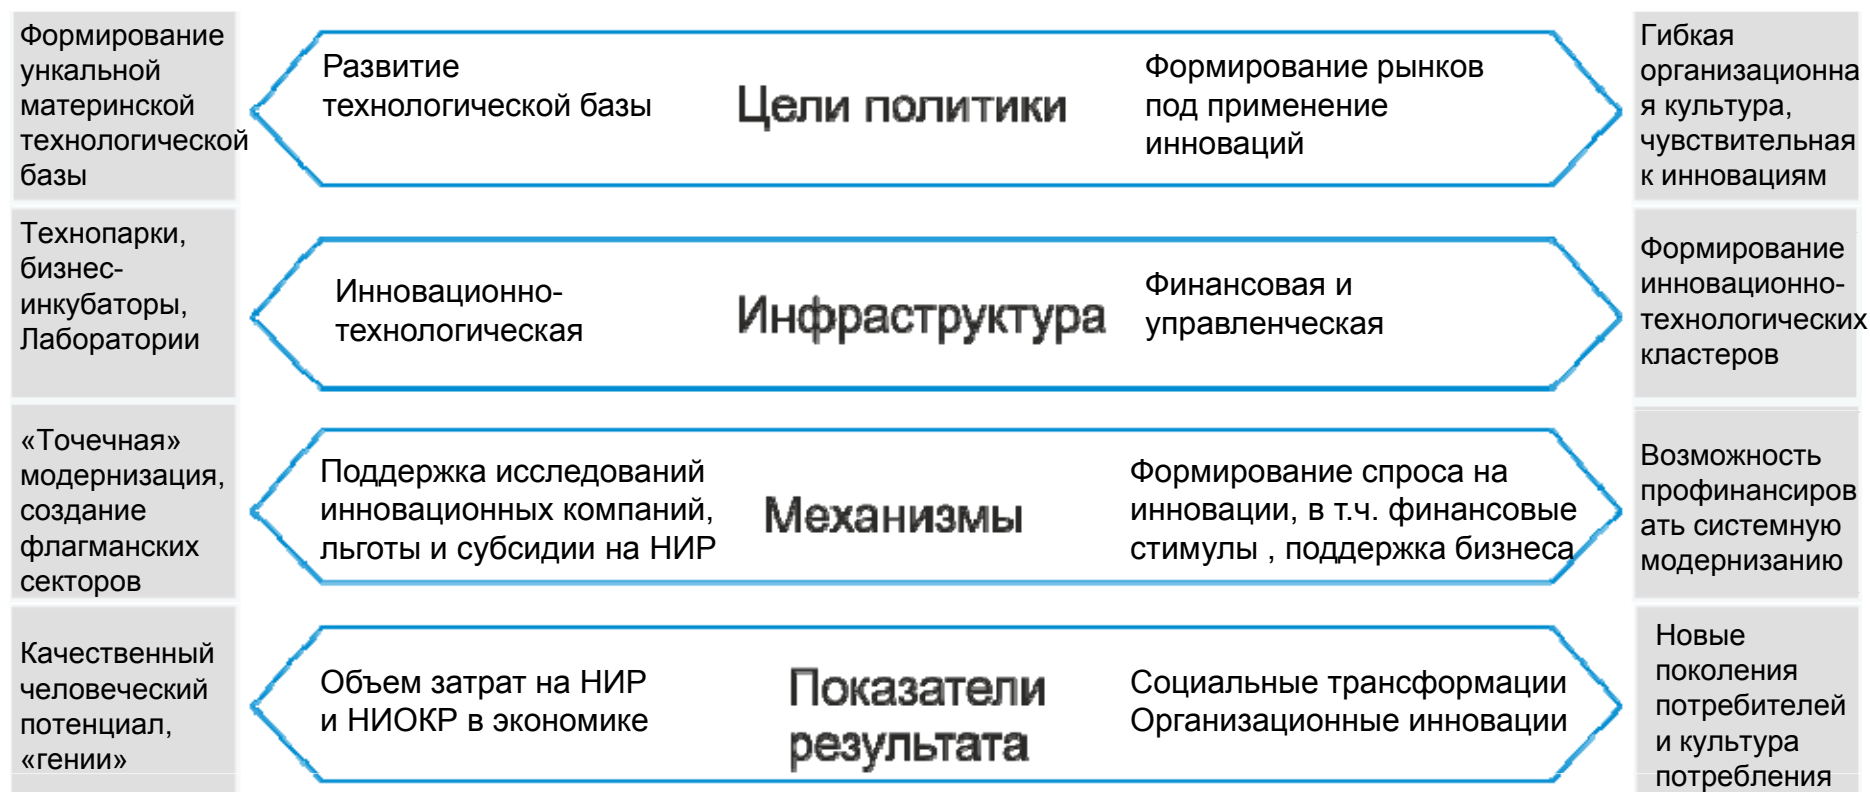 Формирование
ункальной
материнской
технологической
базы
Развитие
технологической базы
Цели политики
Формирование рынков
под применение
инноваций
Гибкая
организационна
я культура,
чувствительная
к инновациям
Технопарки,
бизнес-
инкубаторы,
Лаборатории
Инновационно-
технологическая
Инфраструктура
Финансовая и
управленческая
Формирование
инновационно-
технологических
кластеров
«Точечная»
модернизация,
создание
флагманских
секторов
Поддержка исследований
инновационных компаний,
льготы и субсидии на НИР
Механизмы
Формирование спроса на
инновации, в т.ч. финансовые
стимулы , поддержка бизнеса
Возможность
профинансиров
ать системную
модернизанию
Качественный
человеческий
потенциал,
«гении»
Объем затрат на НИР
и НИОКР в экономике
Показатели
результата
Социальные трансформации
Организационные инновации
Новые
поколения
потребителей
и культура
потребления